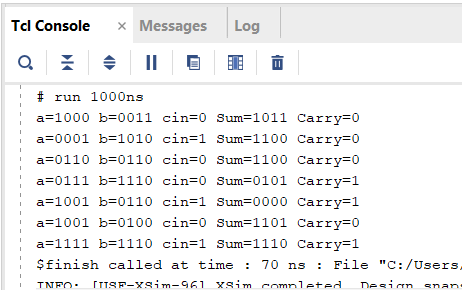 Tcl Console × Messages Log
# run 1000ns
a=1000 b=0011 cin=0 Sum=1011 Carry=0
a=0001 b=1010 cin=1 Sum=1100 Carry=0
a=0110 b=0110 cin=0 Sum=1100 Carry=0
a=0111 b=1110 cin=0 Sum=0101 Carry=1
a=1001 b=0110 cin=1 Sum=0000 Carry=1
a=1001 b=0100 cin=0 Sum=1101 Carry=0
a=1111 b=1110 cin=1 Sum=1110 Carry=1
$finish called at time : 70 ns : File "C:/Users/
INFO: [USF-XSim-96] XSim completed. Design snaps